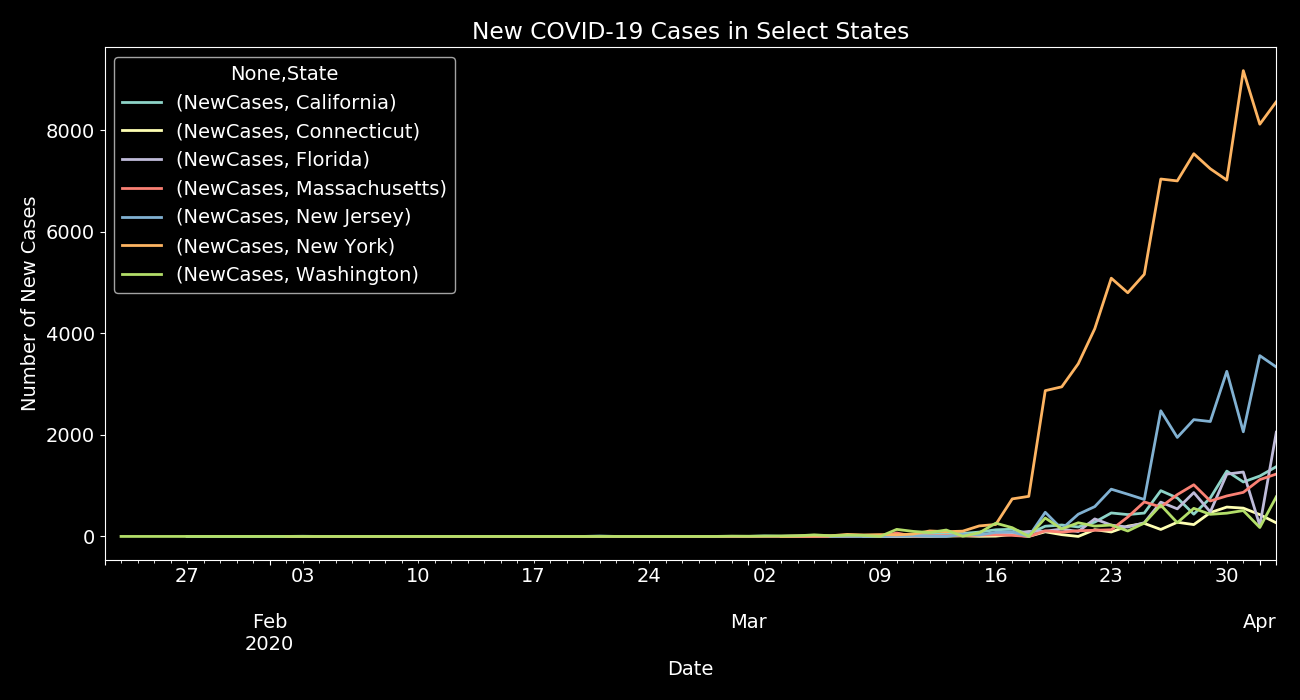 New COVID-19 Cases in Select States
None,State
(NewCases, California)
(NewCases, Connecticut)
(NewCases, Florida)
(NewCases, Massachusetts)
(NewCases, New Jersey)
(NewCases, New York)
(NewCases, Washington)
Number of New Cases
8000
6000
4000
2000
0
27 03 10 17 24 02 09 16 23 30
Feb Mar Apr
2020
Date